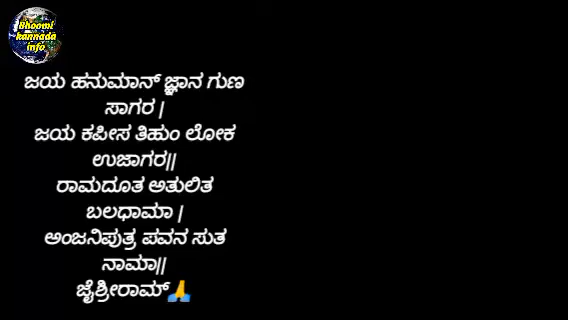 Bhoomi
kannada
info
ಜಯ ಹನುಮಾನ್ ಜ್ಞಾನ ಗುಣ
ಸಾಗರ |
ಜಯ ಕಪೀಸ ತಿಹುಂ ಲೋಕ
ಉಜಾಗರ||
ರಾಮದೂತ ಅತುಲಿತ
ಬಲಧಾಮಾ |
ಅಂಜನಿಪುತ್ರ ಪವನ ಸುತ
ನಾಮಾ||
ಜೈಶ್ರೀರಾಮ್🙏